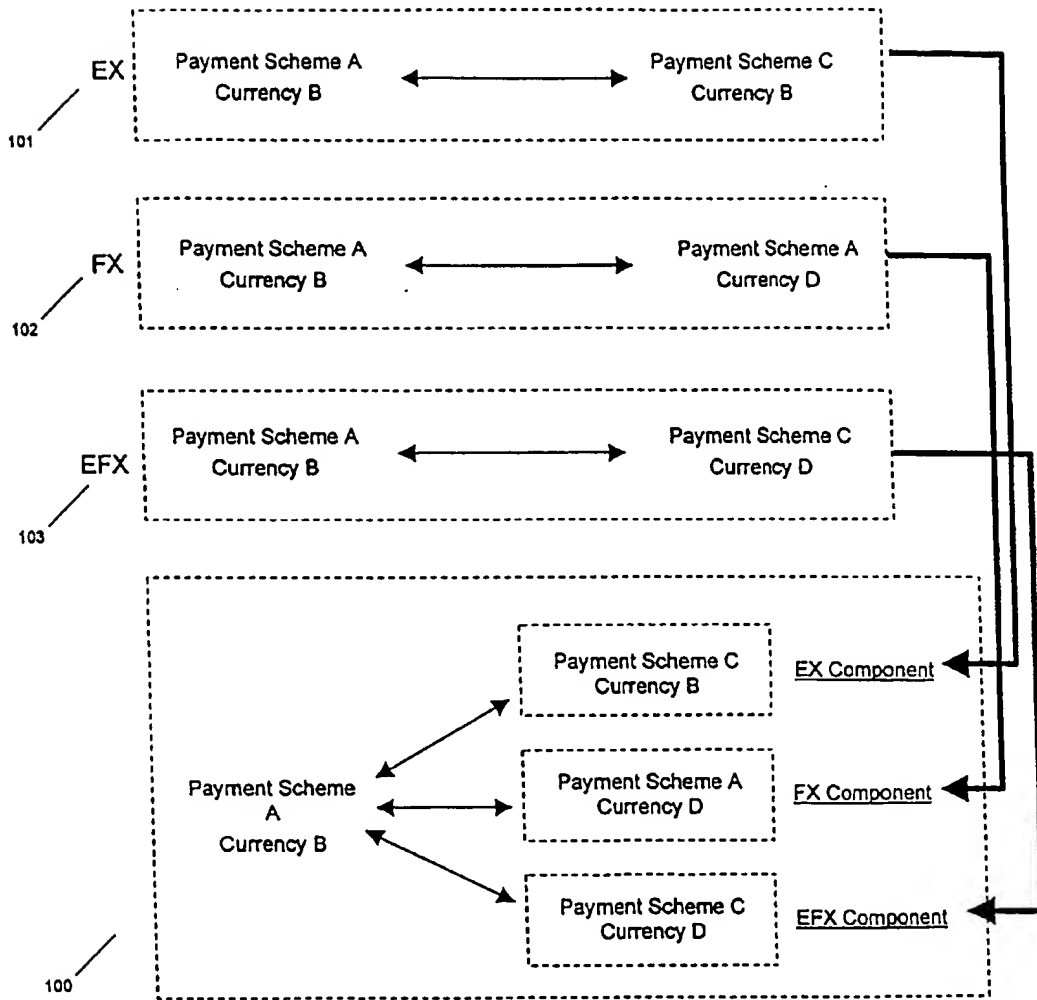 EX
Payment Scheme A
Currency B
Payment Scheme C
Currency B
101
FX
Payment Scheme A
Currency B
Payment Scheme A
Currency D
102
EFX
Payment Scheme A
Currency B
Payment Scheme C
Currency D
103
Payment Scheme C
Currency B
EX Component
Payment Scheme
A
Currency B
Payment Scheme A
Currency D
FX Component
Payment Scheme C
Currency D
EFX Component
100